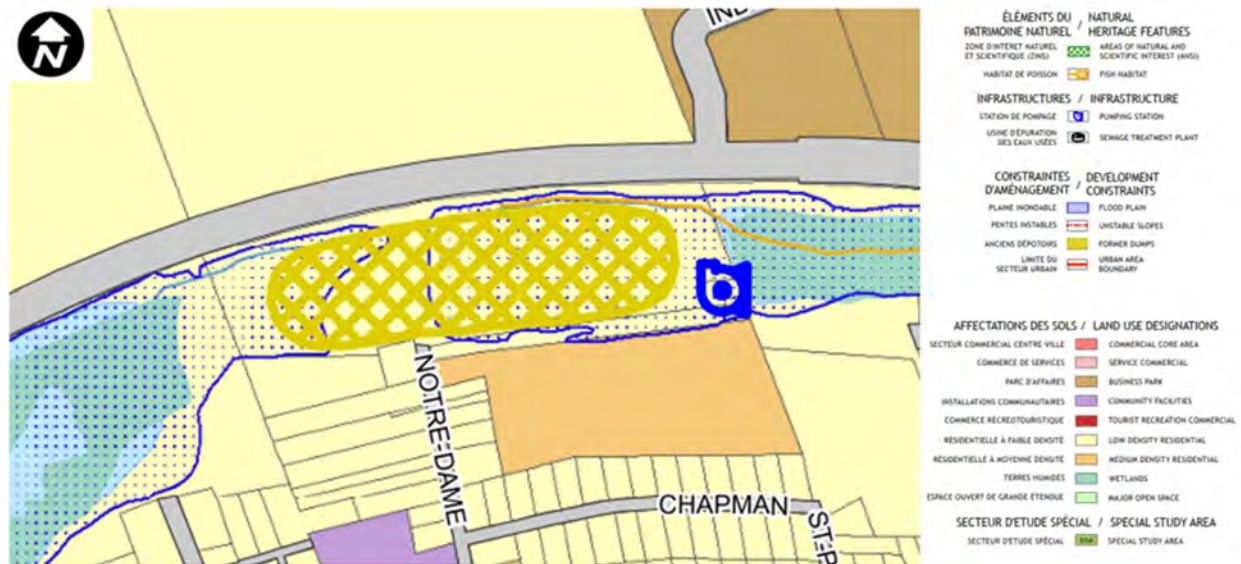 N
IND
NOTRE-DAME
CHAPMAN
ST-P
ÉLÉMENTS DU PATRIMOINE NATUREL / NATURAL HERITAGE FEATURES
ZONE D'INTÉRÊT NATUREL ET SCIENTIFIQUE (ZINS) AREAS OF NATURAL AND SCIENTIFIC INTEREST (ANSI)
HABITAT DE POISSON FISH HABITAT
INFRASTRUCTURES / INFRASTRUCTURE
STATION DE POMPAGE PUMPING STATION
USINE D'ÉPURATION DES EAUX USÉES SEWAGE TREATMENT PLANT
CONSTRAINTES D'AMÉNAGEMENT / DEVELOPMENT CONSTRAINTS
PLAINE INONDABLE FLOOD PLAIN
PENTES INSTABLES UNSTABLE SLOPES
ANCIENS DÉPOTOIRS FORMER DUMPS
LIMITE DU SECTEUR URBAIN URBAN AREA BOUNDARY
AFFECTATIONS DES SOLS / LAND USE DESIGNATIONS
SECTEUR COMMERCIAL CENTRE VILLE COMMERCIAL CORE AREA
COMMERCE DE SERVICES SERVICE COMMERCIAL
PARC D'AFFAIRES BUSINESS PARK
INSTALLATIONS COMMUNAUTAIRES COMMUNITY FACILITIES
COMMERCE RÉCRÉOTOURISTIQUE TOURIST RECREATION COMMERCIAL
RÉSIDENTIELLE À FAIBLE DENSITÉ LOW DENSITY RESIDENTIAL
RÉSIDENTIELLE À MOYENNE DENSITÉ MEDIUM DENSITY RESIDENTIAL
TERRES HUMIDES WETLANDS
ESPACE OUVERT DE GRANDE ÉTENDUE MAJOR OPEN SPACE
SECTEUR D'ETUDE SPÉCIAL / SPECIAL STUDY AREA
SECTEUR D'ETUDE SPÉCIAL SSA SPECIAL STUDY AREA